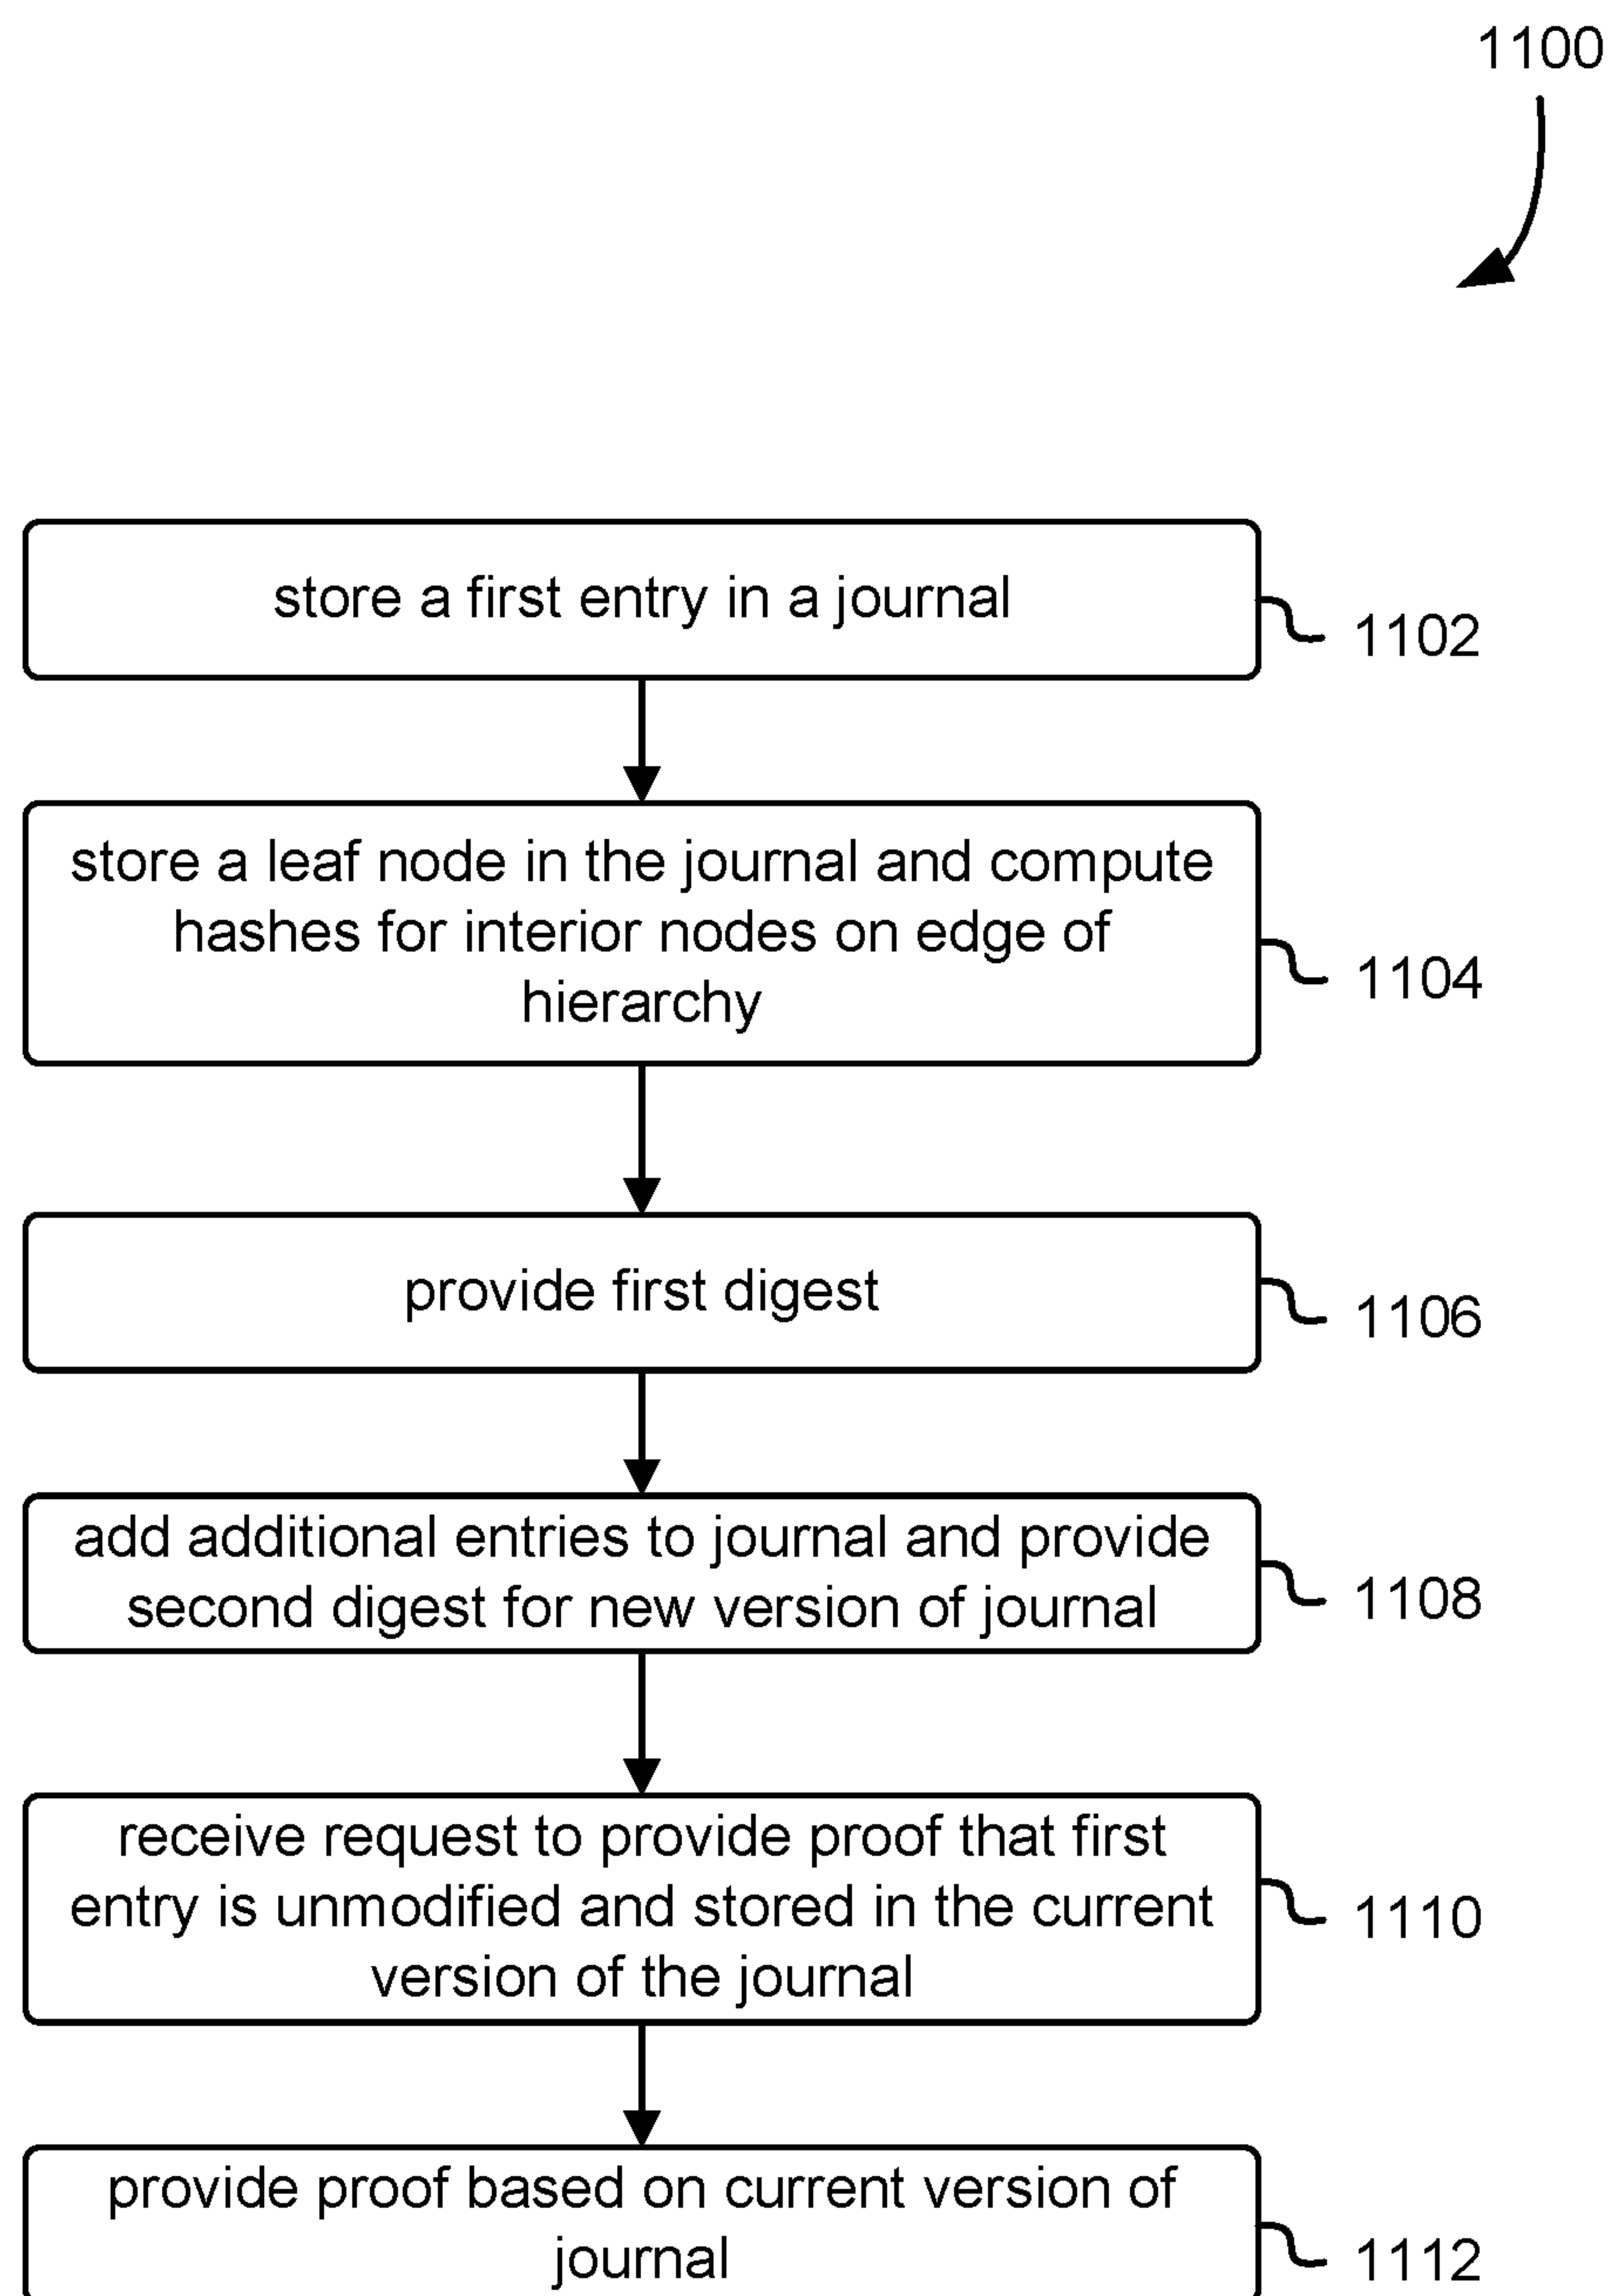 1100
store a first entry in a journal
1102
store a leaf node in the journal and compute
hashes for interior nodes on edge of
hierarchy
1104
provide first digest
1106
add additional entries to journal and provide
second digest for new version of journal
1108
receive request to provide proof that first
entry is unmodified and stored in the current
version of the journal
1110
provide proof based on current version of
journal
1112